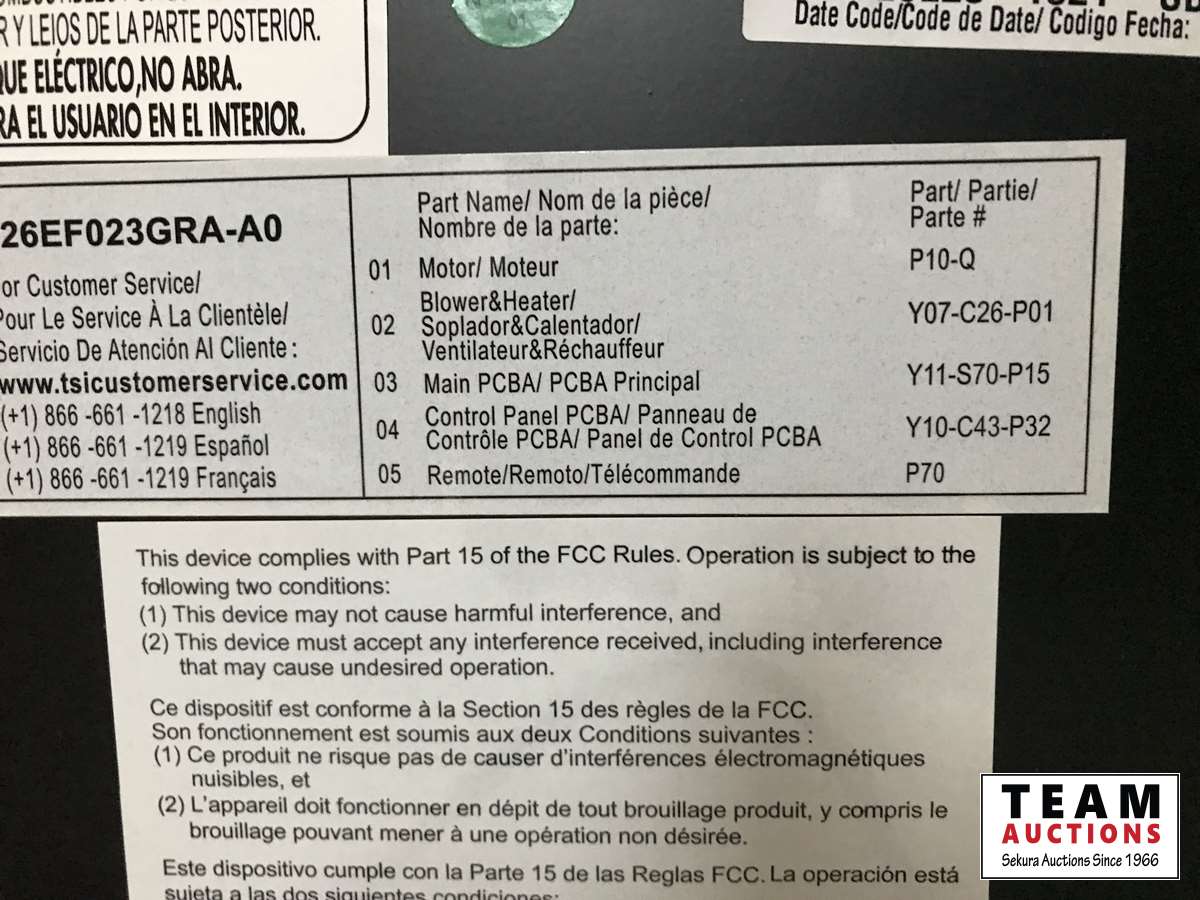 R Y LEJOS DE LA PARTE POSTERIOR.
QUE ELÉCTRICO,NO ABRA.
RA EL USUARIO EN EL INTERIOR.
01
Date Code/Code de Date/ Codigo Fecha:
26EF023GRA-A0
or Customer Service/
Pour Le Service À La Clientèle/
Servicio De Atención Al Cliente :
www.tsicustomerservice.com
(+1) 866 -661 -1218 English
(+1) 866 -661 -1219 Español
(+1) 866 -661 -1219 Français
Part Name/ Nom de la pièce/
Nombre de la parte:
Part/ Partie/
Parte #
01 Motor/ Moteur P10-Q
Blower&Heater/
02 Soplador&Calentador/ Y07-C26-P01
Ventilateur&Réchauffeur
03 Main PCBA/ PCBA Principal Y11-S70-P15
04 Control Panel PCBA/ Panneau de Y10-C43-P32
Contrôle PCBA/ Panel de Control PCBA
05 Remote/Remoto/Télécommande P70
This device complies with Part 15 of the FCC Rules. Operation is subject to the
following two conditions:
(1) This device may not cause harmful interference, and
(2) This device must accept any interference received, including interference
that may cause undesired operation.
Ce dispositif est conforme à la Section 15 des règles de la FCC.
Son fonctionnement est soumis aux deux Conditions suivantes :
(1) Ce produit ne risque pas de causer d'interférences électromagnétiques
nuisibles, et
(2) L'appareil doit fonctionner en dépit de tout brouillage produit, y compris le
brouillage pouvant mener à une opération non désirée.
Este dispositivo cumple con la Parte 15 de las Reglas FCC. La operación está
sujeta a las dos siguientes condiciones:
TEAM
AUCTIONS
Sekura Auctions Since 1966